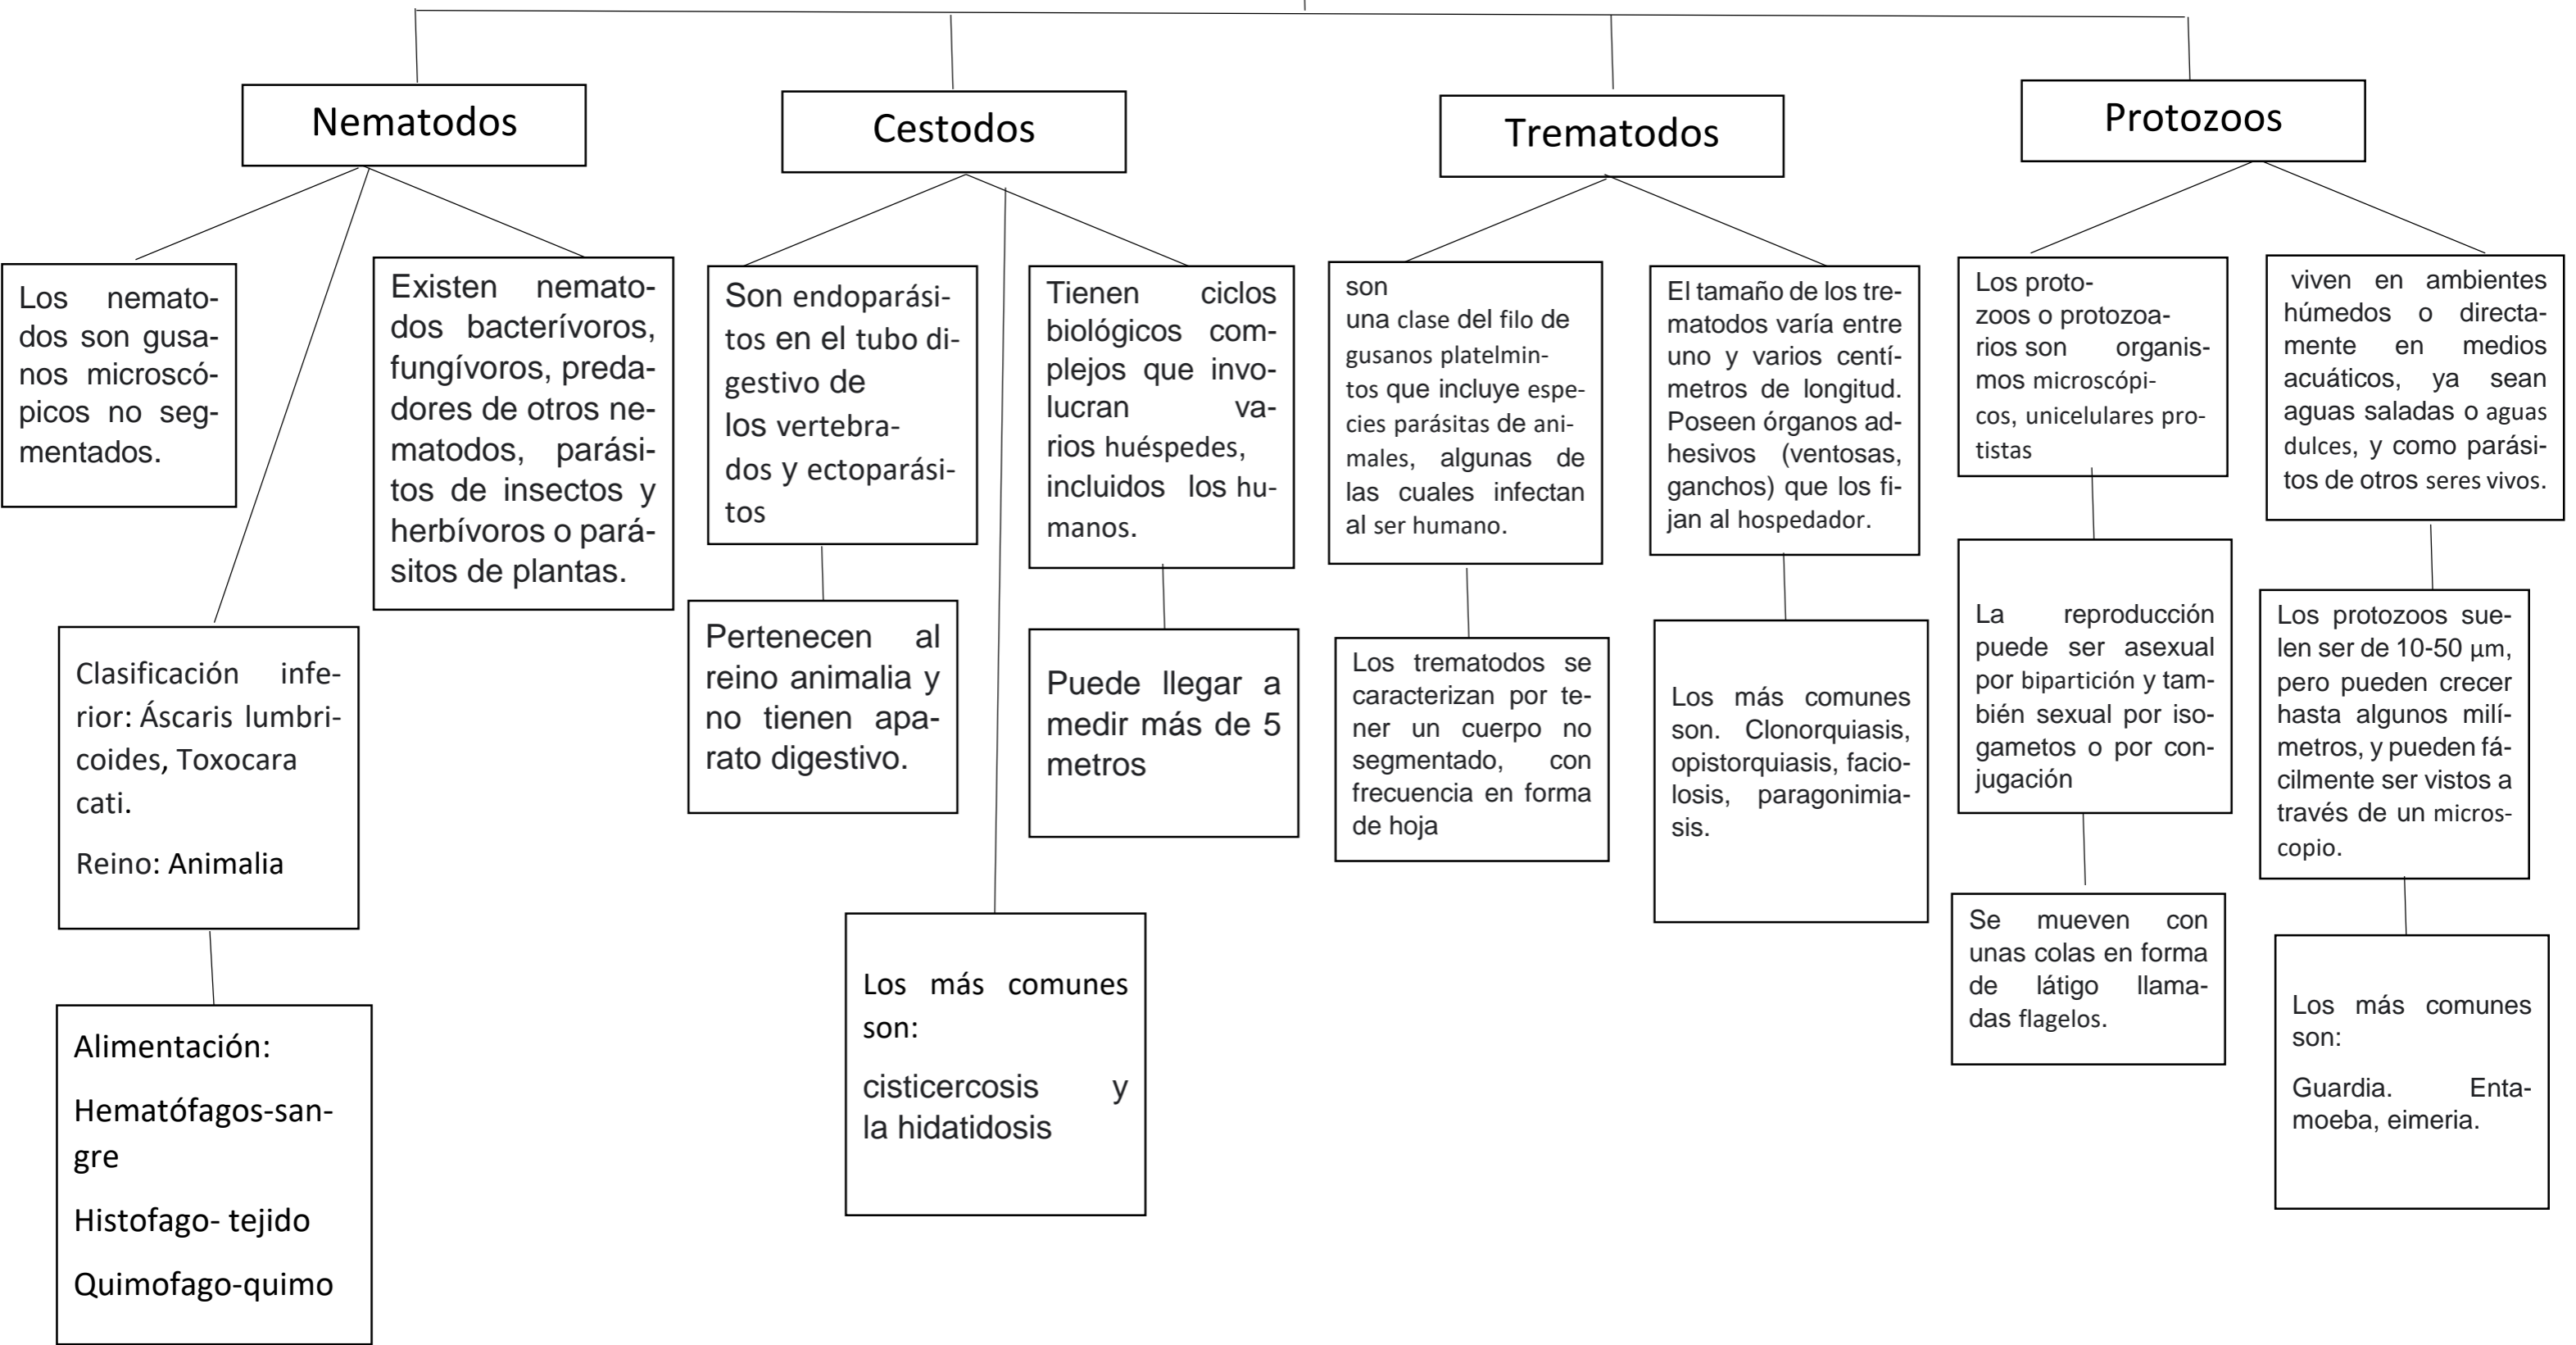 Nematodos
Cestodos
Trematodos
Protozoos
Los nemato-
dos son gusa-
nos microscó-
picos no seg-
mentados.
Existen nemato-
dos bacterívoros,
fungívoros, preda-
dores de otros ne-
matodos, parási-
tos de insectos y
herbívoros o pará-
sitos de plantas.
Clasificación infe-
rior: Áscaris lumbri-
coides, Toxocara
cati.
Reino: Animalia
Alimentación:
Hematófagos-san-
gre
Histofago- tejido
Quimofago-quimo
Son endoparási-
tos en el tubo di-
gestivo de
los vertebra-
dos y ectoparási-
tos
Pertenecen al
reino animalia y
no tienen apa-
rato digestivo.
Tienen ciclos
biológicos com-
plejos que invo-
lucran va-
rios huéspedes,
incluidos los hu-
manos.
Puede llegar a
medir más de 5
metros
Los más comunes
son:
cisticercosis y
la hidatidosis
son
una clase del filo de
gusanos platelmin-
tos que incluye espe-
cies parásitas de ani-
males, algunas de
las cuales infectan
al ser humano.
Los trematodos se
caracterizan por te-
ner un cuerpo no
segmentado, con
frecuencia en forma
de hoja
El tamaño de los tre-
matodos varía entre
uno y varios centí-
metros de longitud.
Poseen órganos ad-
hesivos (ventosas,
ganchos) que los fi-
jan al hospedador.
Los más comunes
son. Clonorquiasis,
opistorquiasis, facio-
losis, paragonimia-
sis.
Los proto-
zoos o protozoa-
rios son organis-
mos microscópi-
cos, unicelulares pro-
tistas
La reproducción
puede ser asexual
por bipartición y tam-
bién sexual por iso-
gametos o por con-
jugación
Se mueven con
unas colas en forma
de látigo llama-
das flagelos.
viven en ambientes
húmedos o directa-
mente en medios
acuáticos, ya sean
aguas saladas o aguas
dulces, y como parási-
tos de otros seres vivos.
Los protozoos sue-
len ser de 10-50 μm,
pero pueden crecer
hasta algunos milí-
metros, y pueden fá-
cilmente ser vistos a
través de un micros-
copio.
Los más comunes
son:
Guardia. Enta-
moeba, eimeria.